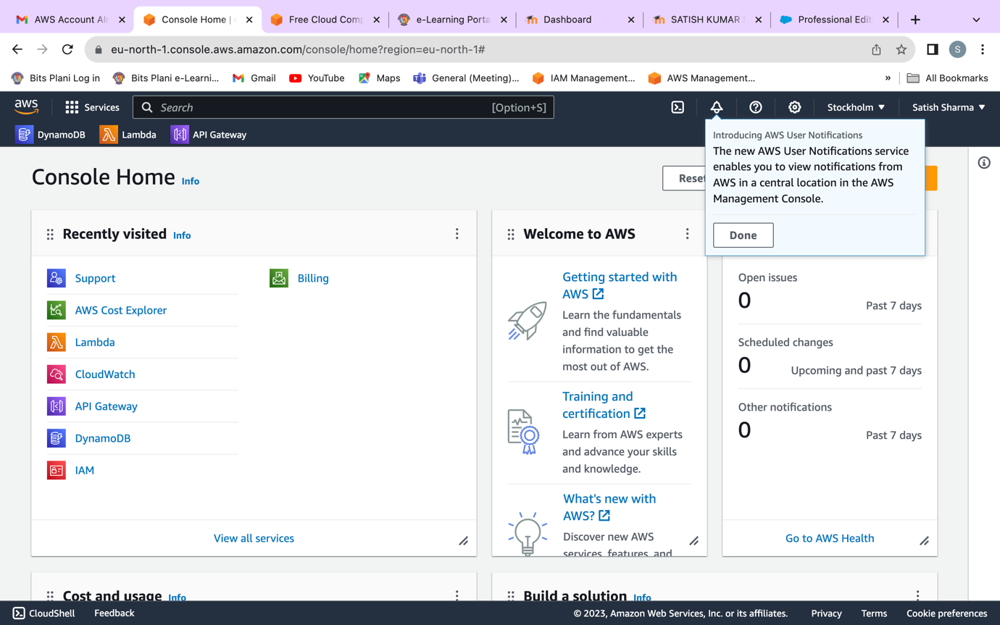 AWS Account Al
Console Home |
Free Cloud Comp
e-Learning Porta
Dashboard
SATISH KUMAR S
Professional Edit
eu-north-1.console.aws.amazon.com/console/home?region=eu-north-1#
S
Bits Plani Log in
Bits Plani e-Learni...
Gmail
YouTube
Maps
General (Meeting)...
IAM Management...
AWS Management...
»
All Bookmarks
aws
Services
Search
[Option+S]
Stockholm
Satish Sharma
DynamoDB
Lambda
API Gateway
Introducing AWS User Notifications
The new AWS User Notifications service
enables you to view notifications from
AWS in a central location in the AWS
Management Console.
Done
Console Home Info
Reset
Recently visited Info
Support
AWS Cost Explorer
Lambda
CloudWatch
API Gateway
DynamoDB
IAM
Billing
View all services
Welcome to AWS
Getting started with
AWS
Learn the fundamentals
and find valuable
information to get the
most out of AWS.
Training and
certification
Learn from AWS experts
and advance your skills
and knowledge.
What's new with
AWS?
Discover new AWS
services, features, and
Open issues
0
Past 7 days
Scheduled changes
0
Upcoming and past 7 days
Other notifications
0
Past 7 days
Go to AWS Health
Cost and usage Info
Build a solution Info
CloudShell
Feedback
© 2023, Amazon Web Services, Inc. or its affiliates.
Privacy
Terms
Cookie preferences